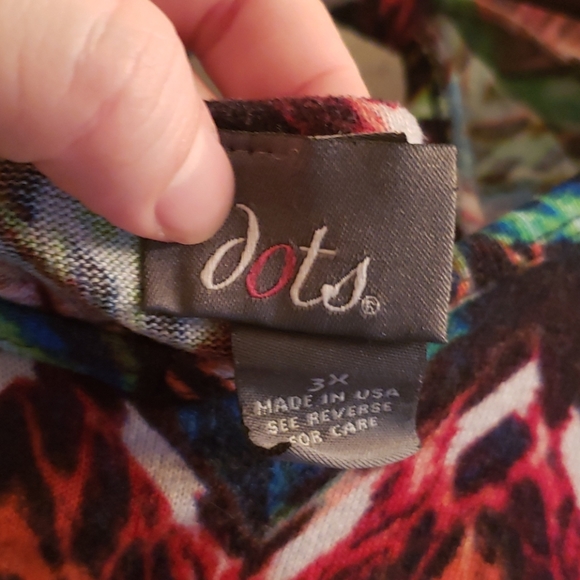 dots®
3X
MADE IN USA
SEE REVERSE
FOR CARE